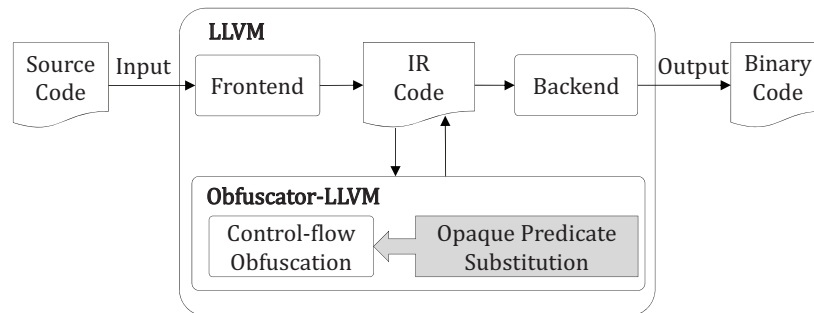 LLVM
Source
Code
Input
Frontend
IR
Code
Backend
Output
Binary
Code
Obfuscator-LLVM
Control-flow
Obfuscation
Opaque Predicate
Substitution